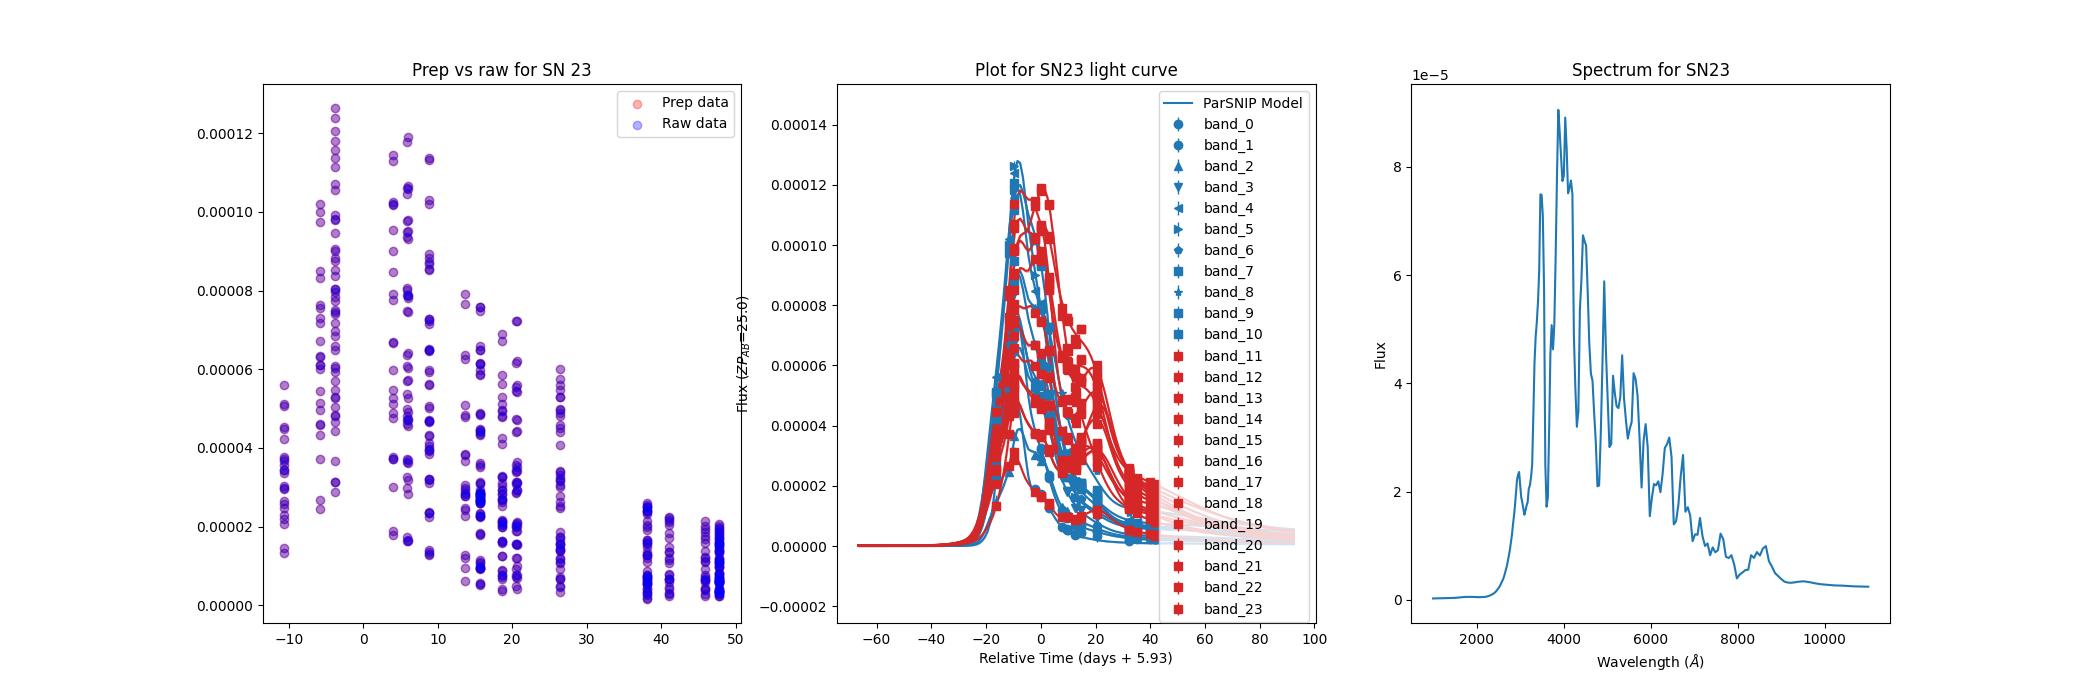 Prep vs raw for SN 23
Prep data
Raw data
0.00012
0.00010
0.00008
0.00006
0.00004
0.00002
0.00000
−10
0
10
20
30
40
50
Plot for SN23 light curve
ParSNIP Model
band_0
band_1
band_2
band_3
band_4
band_5
band_6
band_7
band_8
band_9
band_10
band_11
band_12
band_13
band_14
band_15
band_16
band_17
band_18
band_19
band_20
band_21
band_22
band_23
Flux (ZP_AB=25.0)
0.00014
0.00012
0.00010
0.00008
0.00006
0.00004
0.00002
0.00000
−0.00002
−60
−40
−20
0
20
40
60
80
100
Relative Time (days + 5.93)
Spectrum for SN23
1e−5
Flux
8
6
4
2
0
2000
4000
6000
8000
10000
Wavelength (Å)